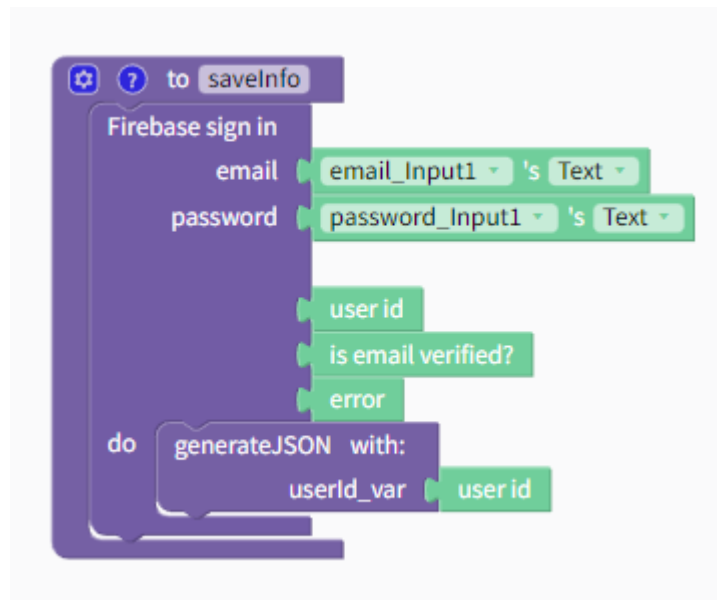 ? to saveInfo
Firebase sign in
email email_Input1 's Text
password password_Input1 's Text
user id
is email verified?
error
do generateJSON with:
userId_var user id